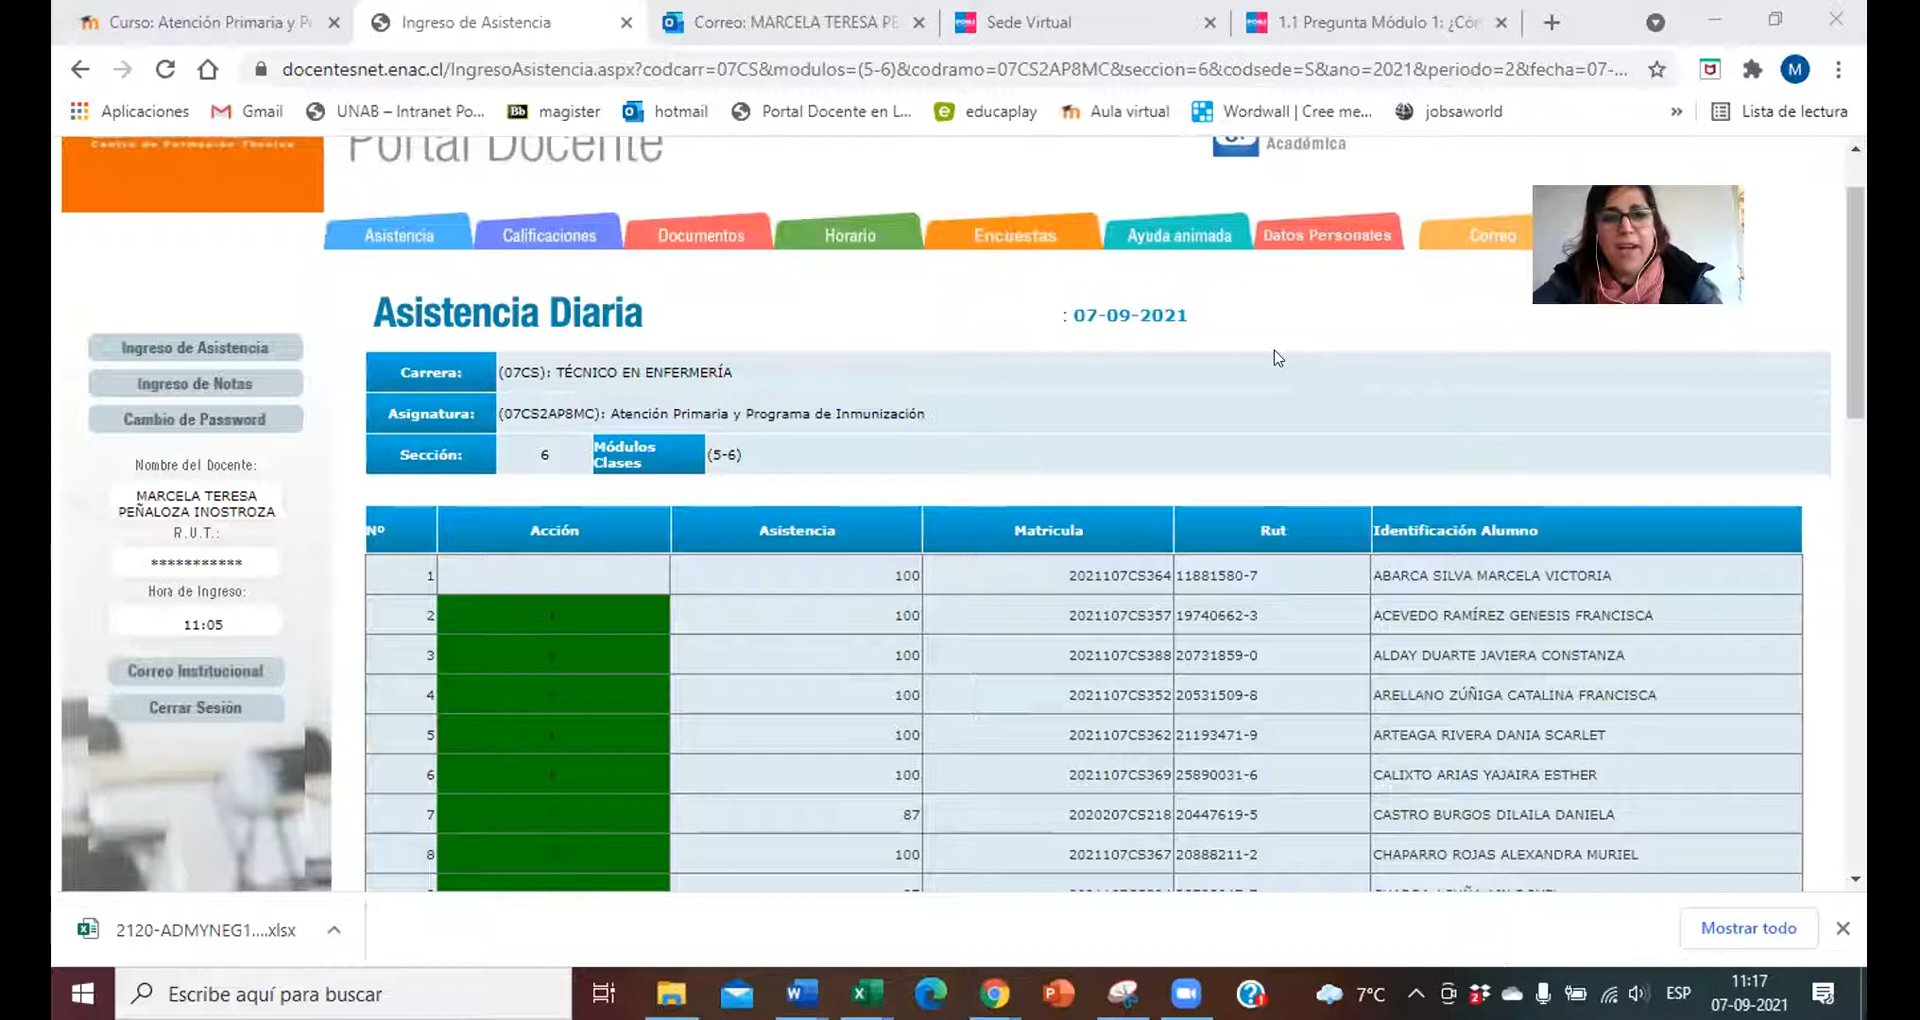 Curso: Atención Primaria y P
Ingreso de Asistencia
Correo: MARCELA TERESA PE
Sede Virtual
1.1 Pregunta Módulo 1: ¿Có
docentesnet.enac.cl/IngresoAsistencia.aspx?codcarr=07CS&modulos=(5-6)&codramo=07CS2AP8MC&seccion=6&codsede=S&ano=2021&periodo=2&fecha=07-...
M
Aplicaciones
Gmail
UNAB – Intranet Po...
Bb magister
hotmail
Portal Docente en L...
educaplay
Aula virtual
Wordwall | Cree me...
jobsaworld
»
Lista de lectura
Centro de Formación Técnica
Portal Docente
Académica
Asistencia
Calificaciones
Documentos
Horario
Encuestas
Ayuda animada
Datos Personales
Correo
Asistencia Diaria
: 07-09-2021
Ingreso de Asistencia
Ingreso de Notas
Cambio de Password
Nombre del Docente:
MARCELA TERESA
PEÑALOZA INOSTROZA
R.U.T.:
***********
Hora de Ingreso:
11:05
Correo Institucional
Cerrar Sesión
Carrera: (07CS): TÉCNICO EN ENFERMERÍA
Asignatura: (07CS2AP8MC): Atención Primaria y Programa de Inmunización
Sección: 6 Módulos Clases (5-6)
Nº Acción Asistencia Matricula Rut Identificación Alumno
1 100 2021107CS364 11881580-7 ABARCA SILVA MARCELA VICTORIA
2 100 2021107CS357 19740662-3 ACEVEDO RAMÍREZ GENESIS FRANCISCA
3 100 2021107CS388 20731859-0 ALDAY DUARTE JAVIERA CONSTANZA
4 100 2021107CS352 20531509-8 ARELLANO ZÚÑIGA CATALINA FRANCISCA
5 100 2021107CS362 21193471-9 ARTEAGA RIVERA DANIA SCARLET
6 100 2021107CS369 25890031-6 CALIXTO ARIAS YAJAIRA ESTHER
7 87 2020207CS218 20447619-5 CASTRO BURGOS DILAILA DANIELA
8 100 2021107CS367 20888211-2 CHAPARRO ROJAS ALEXANDRA MURIEL
2120-ADMYNEG1....xlsx
Mostrar todo
Escribe aquí para buscar
7°C
ESP
11:17
07-09-2021